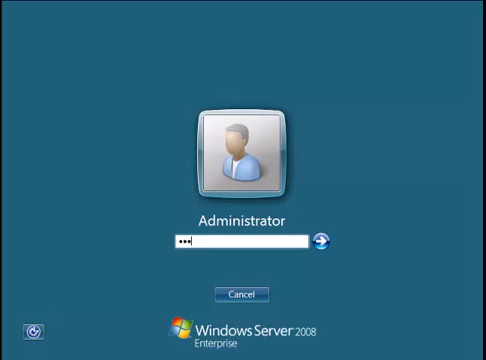 Administrator
•••
Cancel
Windows Server 2008
Enterprise